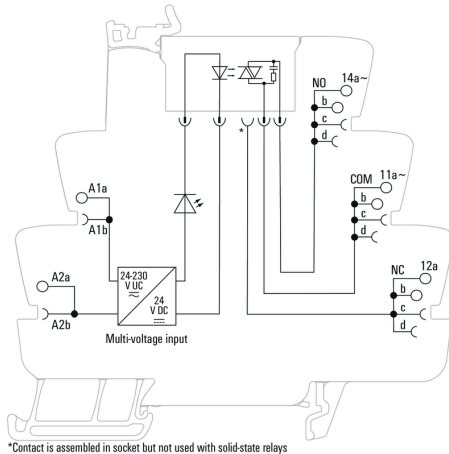 NO
14a~
b
c
d
*
COM
11a~
b
c
d
A1a
A1b
NC
12a
b
c
d
A2a
A2b
24-230
V UC
24
V DC
Multi-voltage input
*Contact is assembled in socket but not used with solid-state relays